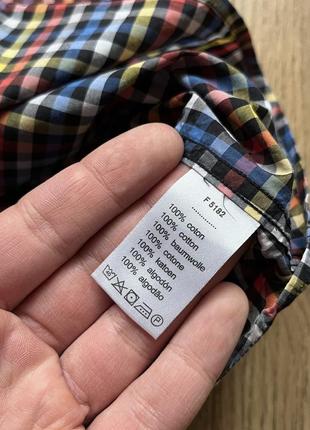 F 5182
............
100% coton
100% cotton
100% baumwolle
100% cotone
100% katoen
100% algodón
100% algodão
P